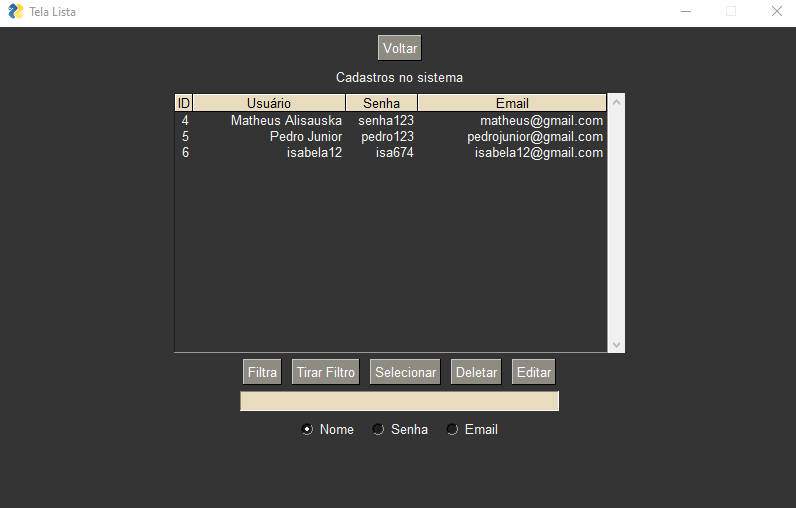 Tela Lista
Voltar
Cadastros no sistema
ID Usuário Senha Email
4 Matheus Alisauska senha123 matheus@gmail.com
5 Pedro Junior pedro123 pedrojunior@gmail.com
6 isabela12 isa674 isabela12@gmail.com
Filtra Tirar Filtro Selecionar Deletar Editar
Nome Senha Email